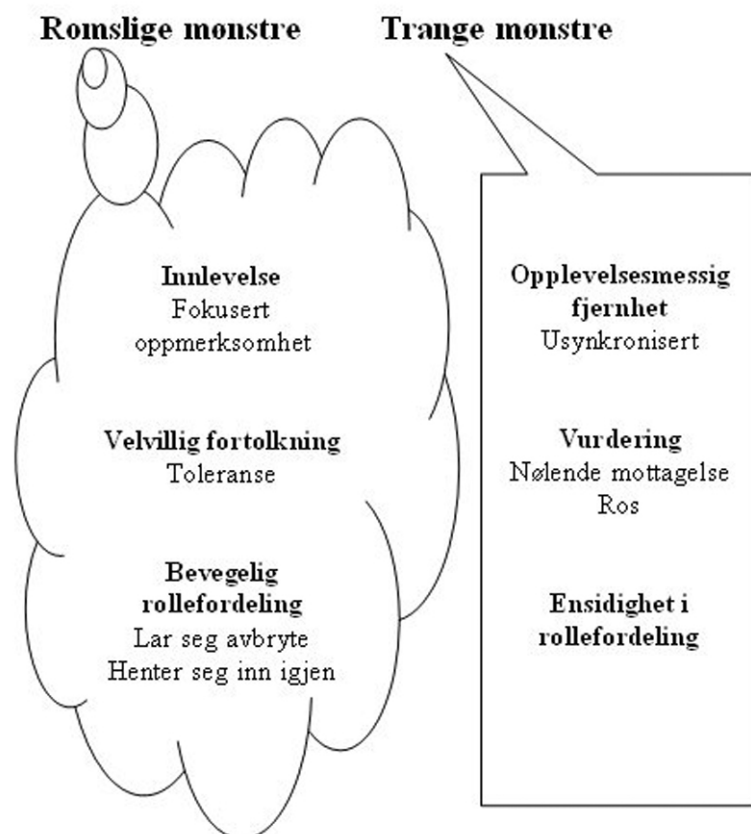 Romslige mønstre
Trange mønstre
Innlevelse
Fokusert
oppmerksomhet
Velvillig fortolkning
Toleranse
Bevegelig
rollefordeling
Lar seg avbryte
Henter seg inn igjen
Opplevelsesmessig
fjernhet
Usynkronisert
Vurdering
Nølende mottagelse
Ros
Ensidighet i
rollefordeling